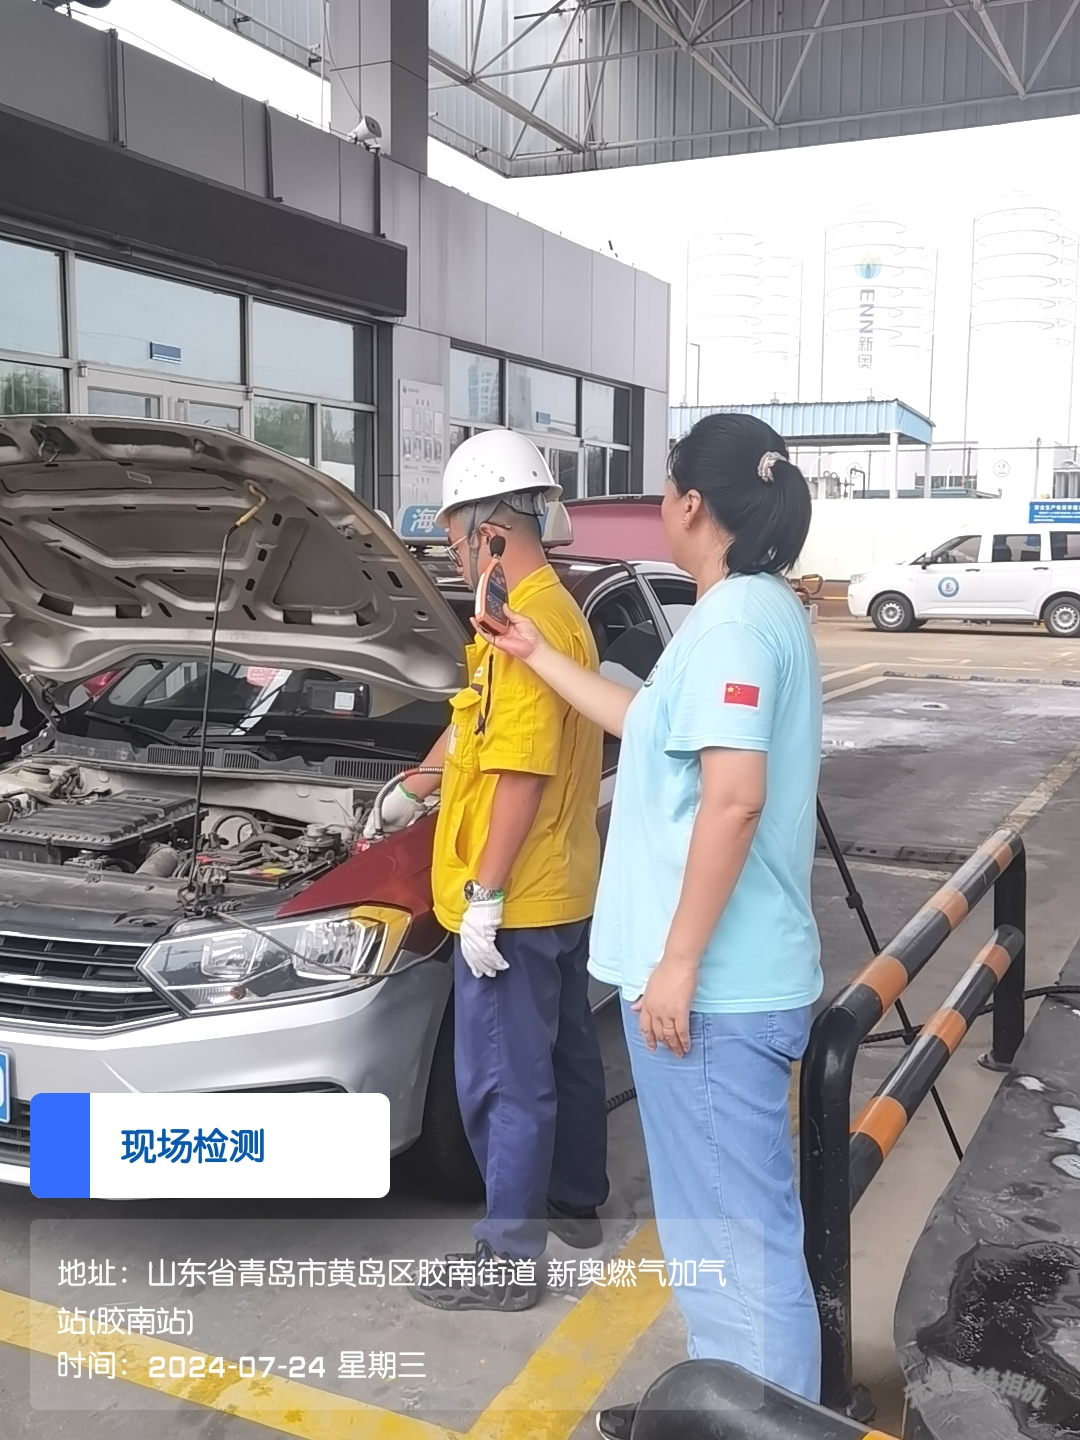 ENN新奥
海
②
现场检测
地址：山东省青岛市黄岛区胶南街道 新奥燃气加气
站(胶南站)
时间：2024-07-24 星期三